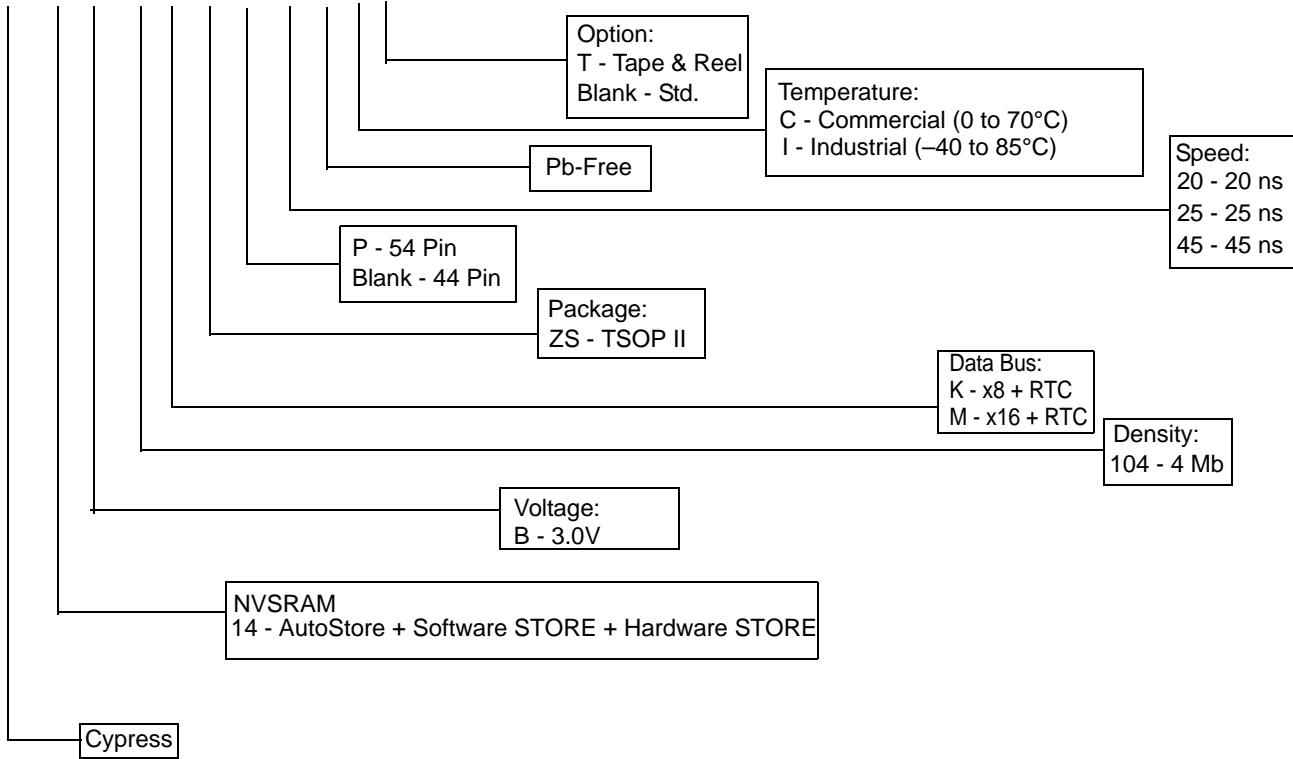 Option:
T - Tape & Reel
Blank - Std.
Temperature:
C - Commercial (0 to 70°C)
I - Industrial (–40 to 85°C)
Speed:
20 - 20 ns
25 - 25 ns
45 - 45 ns
Pb-Free
P - 54 Pin
Blank - 44 Pin
Package:
ZS - TSOP II
Data Bus:
K - x8 + RTC
M - x16 + RTC
Density:
104 - 4 Mb
Voltage:
B - 3.0V
NVSRAM
14 - AutoStore + Software STORE + Hardware STORE
Cypress